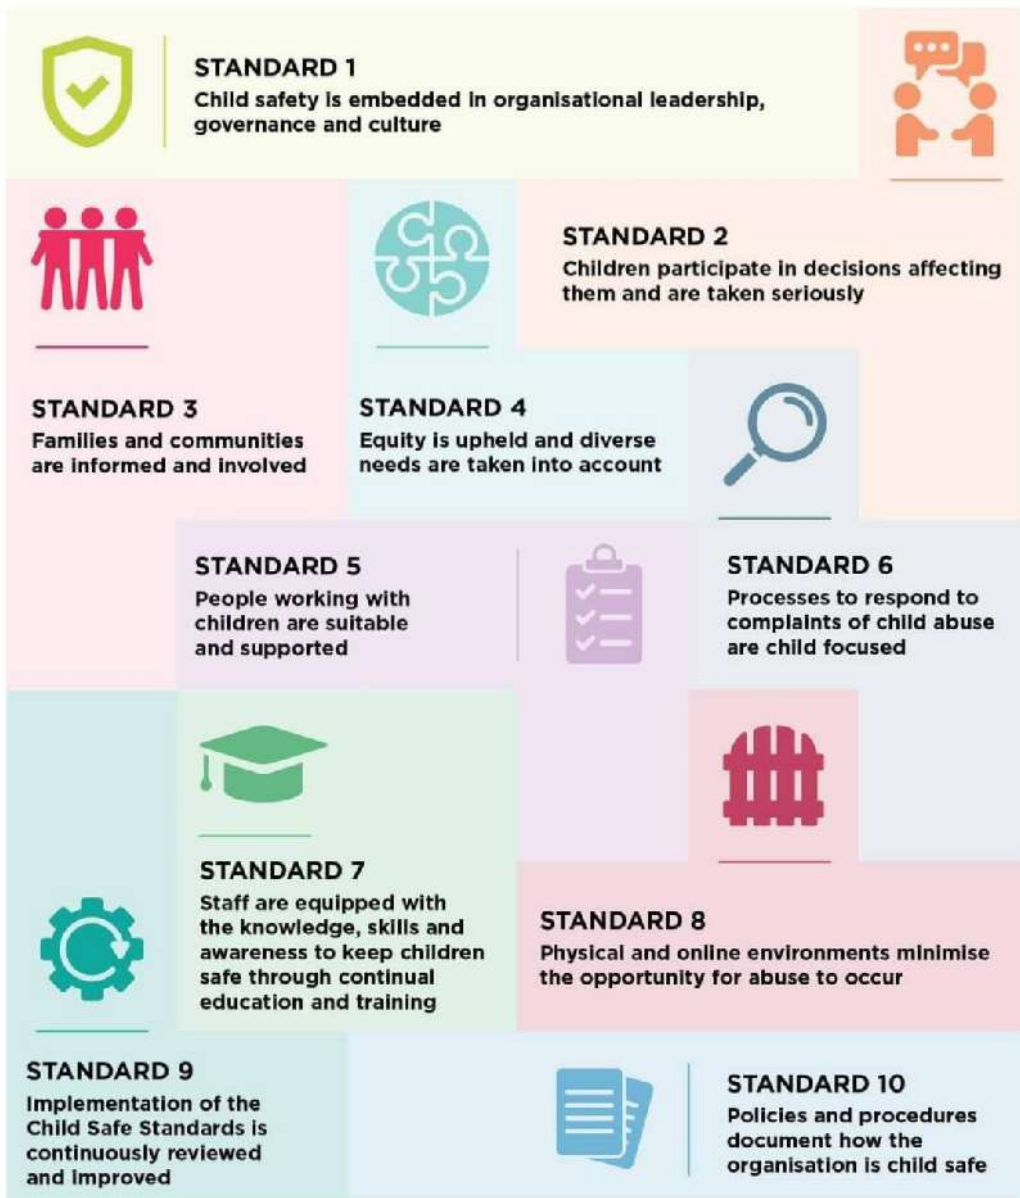 STANDARD 1
Child safety is embedded in organisational leadership,
governance and culture
STANDARD 2
Children participate in decisions affecting
them and are taken seriously
STANDARD 3
Families and communities
are informed and involved
STANDARD 4
Equity is upheld and diverse
needs are taken into account
STANDARD 5
People working with
children are suitable
and supported
STANDARD 6
Processes to respond to
complaints of child abuse
are child focused
STANDARD 7
Staff are equipped with
the knowledge, skills and
awareness to keep children
safe through continual
education and training
STANDARD 8
Physical and online environments minimise
the opportunity for abuse to occur
STANDARD 9
Implementation of the
Child Safe Standards is
continuously reviewed
and improved
STANDARD 10
Policies and procedures
document how the
organisation is child safe